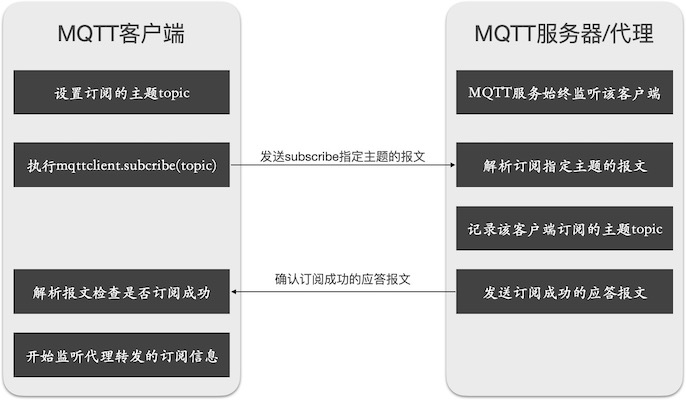 MQTT客户端
设置订阅的主题topic
执行mqttclient.subcribe(topic)
解析报文检查是否订阅成功
开始监听代理转发的订阅信息
发送subscribe指定主题的报文
确认订阅成功的应答报文
MQTT服务器/代理
MQTT服务始终监听该客户端
解析订阅指定主题的报文
记录该客户端订阅的主题topic
发送订阅成功的应答报文